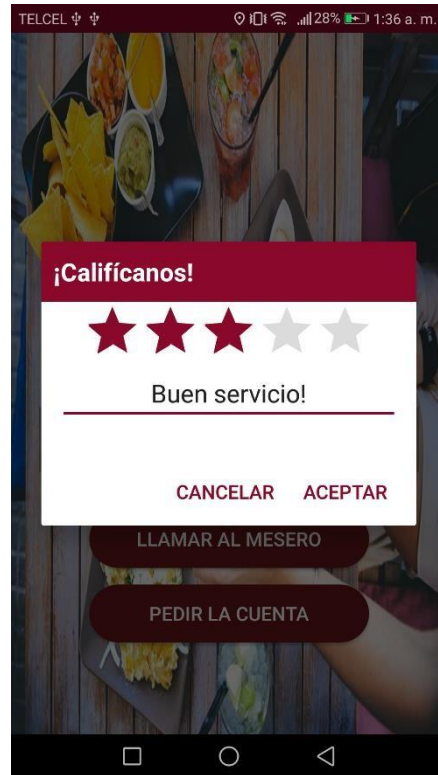 TELCEL 28% 1:36 a. m.
¡Califícanos!
Buen servicio!
CANCELAR ACEPTAR
LLAMAR AL MESERO
PEDIR LA CUENTA